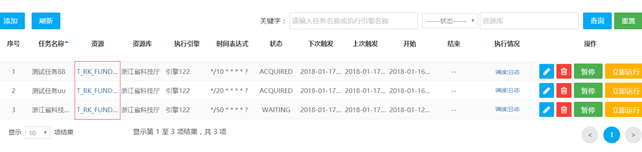 添加 刷新 关键字： 请输入任务名称或执行引擎名称 ------状态------ 资源库 查询 重置
序号 任务名称 资源 资源库 执行引擎 时间表达式 状态 下次触发 上次触发 开始 结束 执行情况 操作
1 测试任务88 T_RK_FUND... 浙江省科技厅 引擎122 */10 * * * * ? ACQUIRED 2018-01-17... 2018-01-17... 2018-01-16... -- 调度日志 暂停 立即运行
2 测试任务uu T_RK_FUND... 浙江省科技厅 引擎122 */20 * * * * ? ACQUIRED 2018-01-17... 2018-01-17... 2018-01-16... -- 调度日志 暂停 立即运行
3 浙江省科技... T_RK_FUND... 浙江省科技厅 引擎122 */50 * * * * ? WAITING 2018-01-17... 2018-01-17... 2018-01-12... -- 调度日志 暂停 立即运行
显示 10 项结果 显示第 1 至 3 项结果，共 3 项 < 1 >